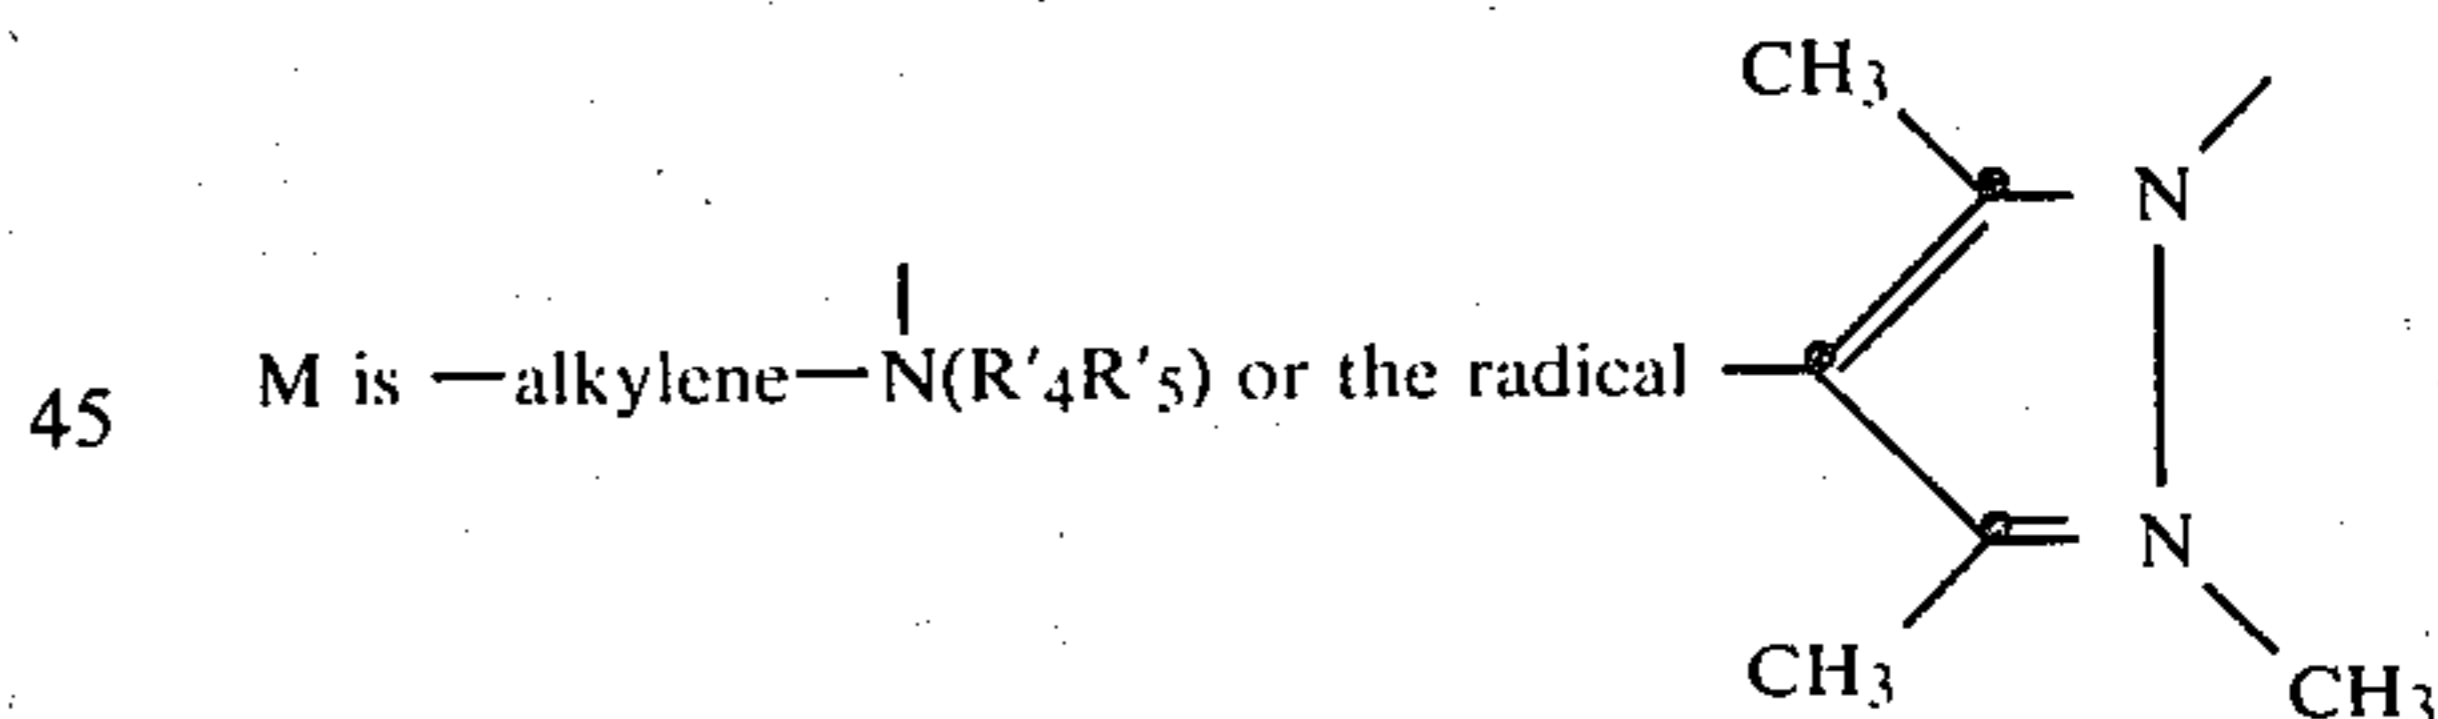 CH3
N
45 M is —alkylene—N(R'4R'5) or the radical
N
CH3
CH3